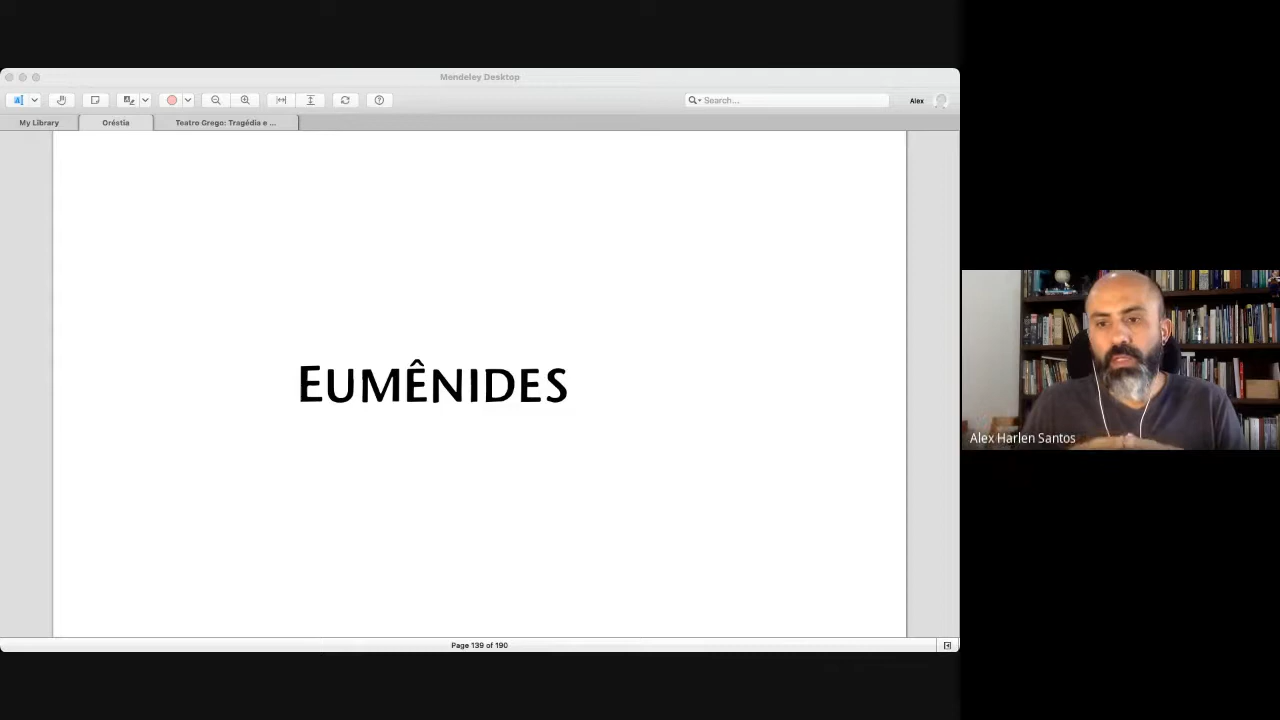 Mendeley Desktop
Search...
Alex
My Library
Oréstia
Teatro Grego: Tragédia e ...
EUMÊNIDES
Alex Harlen Santos
Page 139 of 190